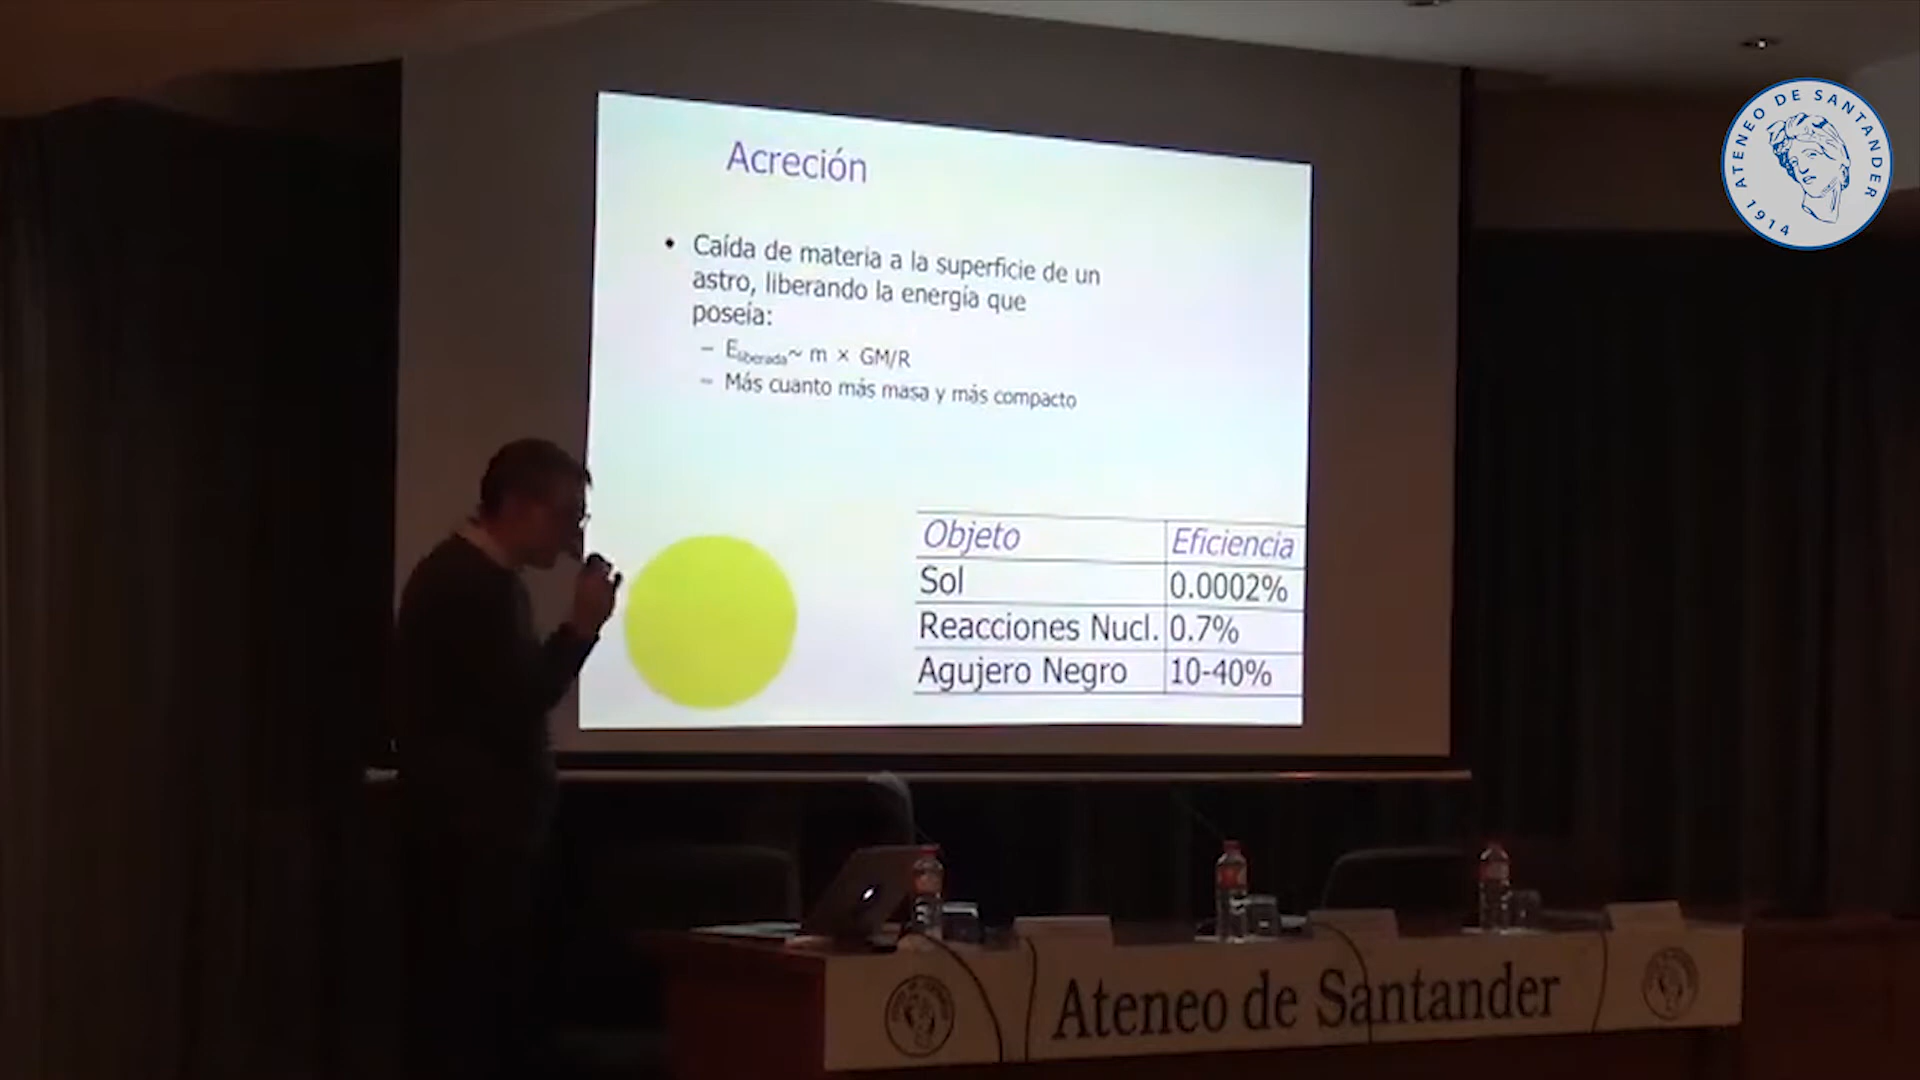 Acreción
• Caída de materia a la superficie de un
astro, liberando la energía que
poseía:
– Eliberada~ m × GM/R
– Más cuanto más masa y más compacto
Objeto Eficiencia
Sol 0.0002%
Reacciones Nucl. 0.7%
Agujero Negro 10-40%
ATENEO DE SANTANDER
1914
Ateneo de Santander